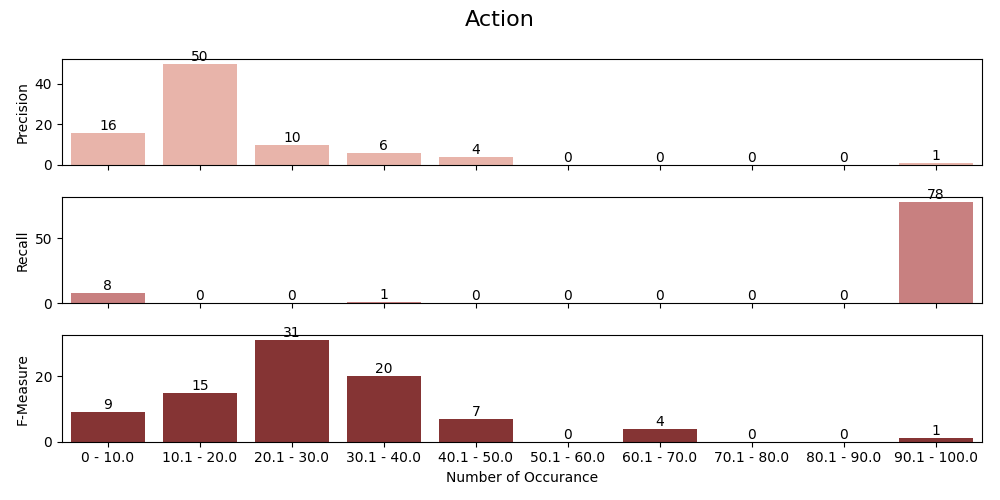 Action
Precision
40
20
0
16 50 10 6 4 0 0 0 0 1
Recall
50
0
8 0 0 1 0 0 0 0 0 78
F-Measure
20
0
9 15 31 20 7 0 4 0 0 1
0 - 10.0 10.1 - 20.0 20.1 - 30.0 30.1 - 40.0 40.1 - 50.0 50.1 - 60.0 60.1 - 70.0 70.1 - 80.0 80.1 - 90.0 90.1 - 100.0
Number of Occurance